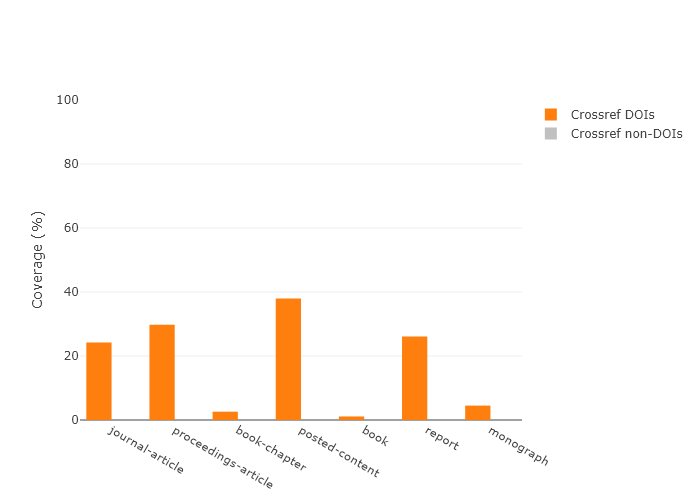 100
80
60
40
20
0
Coverage (%)
journal-article
proceedings-article
book-chapter
posted-content
book
report
monograph
Crossref DOIs
Crossref non-DOIs